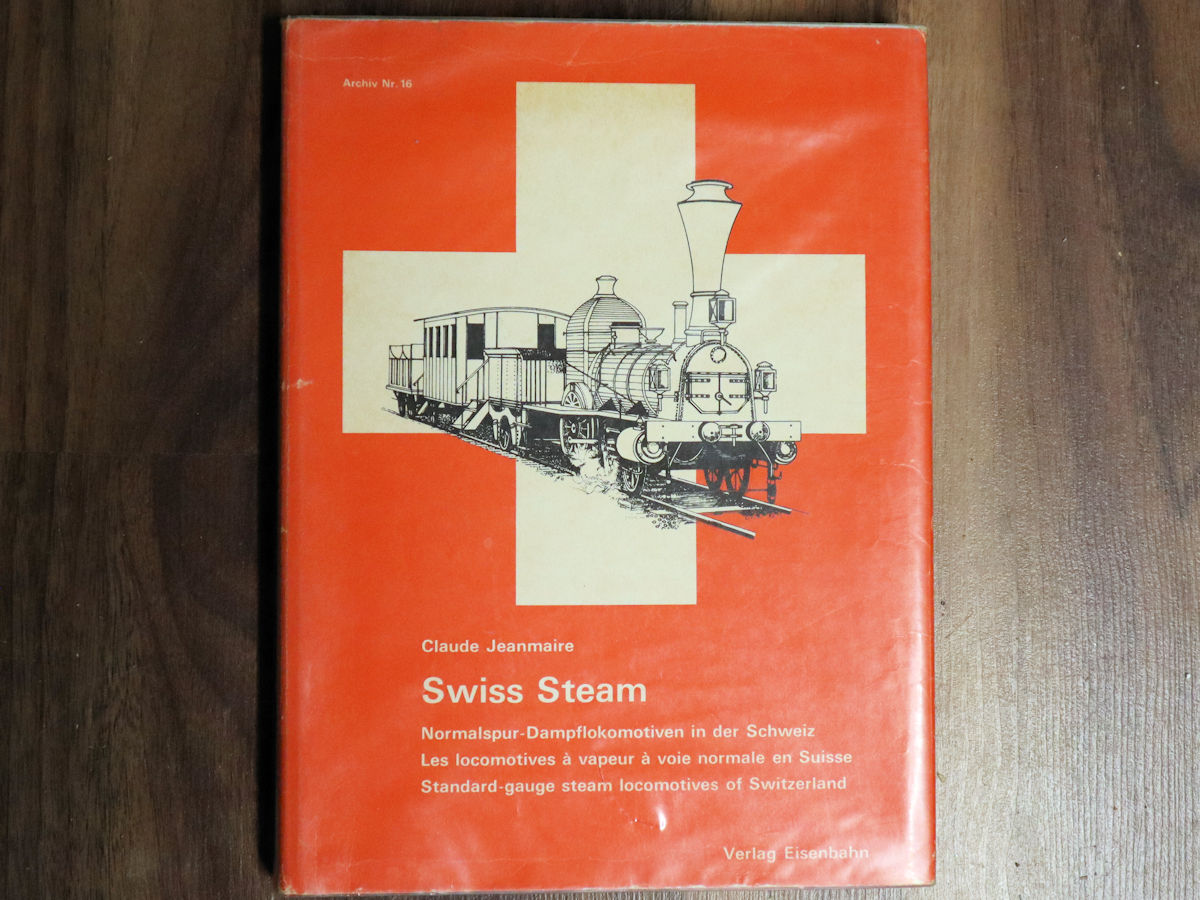 Archiv Nr. 16
Claude Jeanmaire
Swiss Steam
Normalspur-Dampflokomotiven in der Schweiz
Les locomotives à vapeur à voie normale en Suisse
Standard-gauge steam locomotives of Switzerland
Verlag Eisenbahn